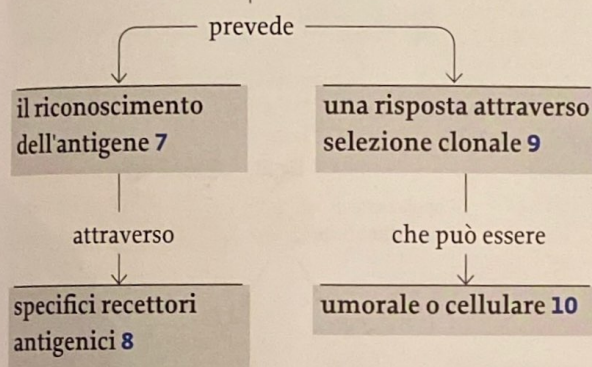 prevede
il riconoscimento
dell'antigene 7
una risposta attraverso
selezione clonale 9
attraverso
che può essere
specifici recettori
antigenici 8
umorale o cellulare 10